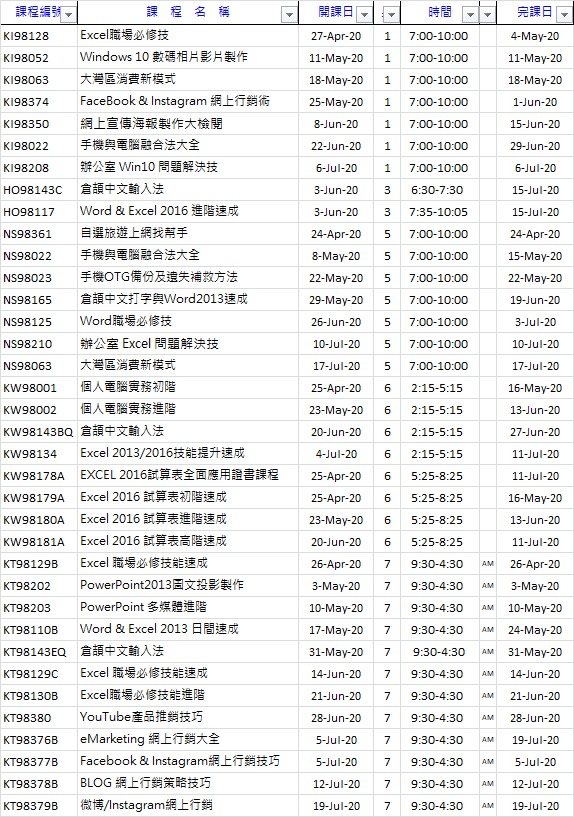 課程編號 課 程 名 稱 開課日 時間 完課日
KI98128 Excel職場必修技 27-Apr-20 1 7:00-10:00 4-May-20
KI98052 Windows 10 數碼相片影片製作 11-May-20 1 7:00-10:00 11-May-20
KI98063 大灣區消費新模式 18-May-20 1 7:00-10:00 18-May-20
KI98374 FaceBook & Instagram 網上行銷術 25-May-20 1 7:00-10:00 1-Jun-20
KI98350 網上宣傳海報製作大檢閱 8-Jun-20 1 7:00-10:00 15-Jun-20
KI98022 手機與電腦融合法大全 22-Jun-20 1 7:00-10:00 29-Jun-20
KI98208 辦公室 Win10 問題解決技 6-Jul-20 1 7:00-10:00 6-Jul-20
HO98143C 倉頡中文輸入法 3-Jun-20 3 6:30-7:30 15-Jul-20
HO98117 Word & Excel 2016 進階速成 3-Jun-20 3 7:35-10:05 15-Jul-20
NS98361 自選旅遊上網找幫手 24-Apr-20 5 7:00-10:00 24-Apr-20
NS98022 手機與電腦融合法大全 8-May-20 5 7:00-10:00 15-May-20
NS98023 手機OTG備份及遺失補救方法 22-May-20 5 7:00-10:00 22-May-20
NS98165 倉頡中文打字與Word2013速成 29-May-20 5 7:00-10:00 19-Jun-20
NS98125 Word職場必修技 26-Jun-20 5 7:00-10:00 3-Jul-20
NS98210 辦公室 Excel 問題解決技 10-Jul-20 5 7:00-10:00 10-Jul-20
NS98063 大灣區消費新模式 17-Jul-20 5 7:00-10:00 17-Jul-20
KW98001 個人電腦實務初階 25-Apr-20 6 2:15-5:15 16-May-20
KW98002 個人電腦實務進階 23-May-20 6 2:15-5:15 13-Jun-20
KW98143BQ 倉頡中文輸入法 20-Jun-20 6 2:15-5:15 27-Jun-20
KW98134 Excel 2013/2016技能提升速成 4-Jul-20 6 2:15-5:15 11-Jul-20
KW98178A EXCEL 2016試算表全面應用證書課程 25-Apr-20 6 5:25-8:25 11-Jul-20
KW98179A Excel 2016 試算表初階速成 25-Apr-20 6 5:25-8:25 16-May-20
KW98180A Excel 2016 試算表進階速成 23-May-20 6 5:25-8:25 13-Jun-20
KW98181A Excel 2016 試算表高階速成 20-Jun-20 6 5:25-8:25 11-Jul-20
KT98129B Excel 職場必修技能速成 26-Apr-20 7 9:30-4:30 AM 26-Apr-20
KT98202 PowerPoint2013圖文投影製作 3-May-20 7 9:30-4:30 AM 3-May-20
KT98203 PowerPoint 多媒體進階 10-May-20 7 9:30-4:30 AM 10-May-20
KT98110B Word & Excel 2013 日間速成 17-May-20 7 9:30-4:30 AM 24-May-20
KT98143EQ 倉頡中文輸入法 31-May-20 7 9:30-4:30 AM 31-May-20
KT98129C Excel 職場必修技能速成 14-Jun-20 7 9:30-4:30 AM 14-Jun-20
KT98130B Excel職場必修技能進階 21-Jun-20 7 9:30-4:30 AM 21-Jun-20
KT98380 YouTube產品推銷技巧 28-Jun-20 7 9:30-4:30 AM 28-Jun-20
KT98376B eMarketing 網上行銷大全 5-Jul-20 7 9:30-4:30 AM 19-Jul-20
KT98377B Facebook & Instagram網上行銷技巧 5-Jul-20 7 9:30-4:30 AM 5-Jul-20
KT98378B BLOG 網上行銷策略技巧 12-Jul-20 7 9:30-4:30 AM 12-Jul-20
KT98379B 微博/Instagram網上行銷 19-Jul-20 7 9:30-4:30 AM 19-Jul-20